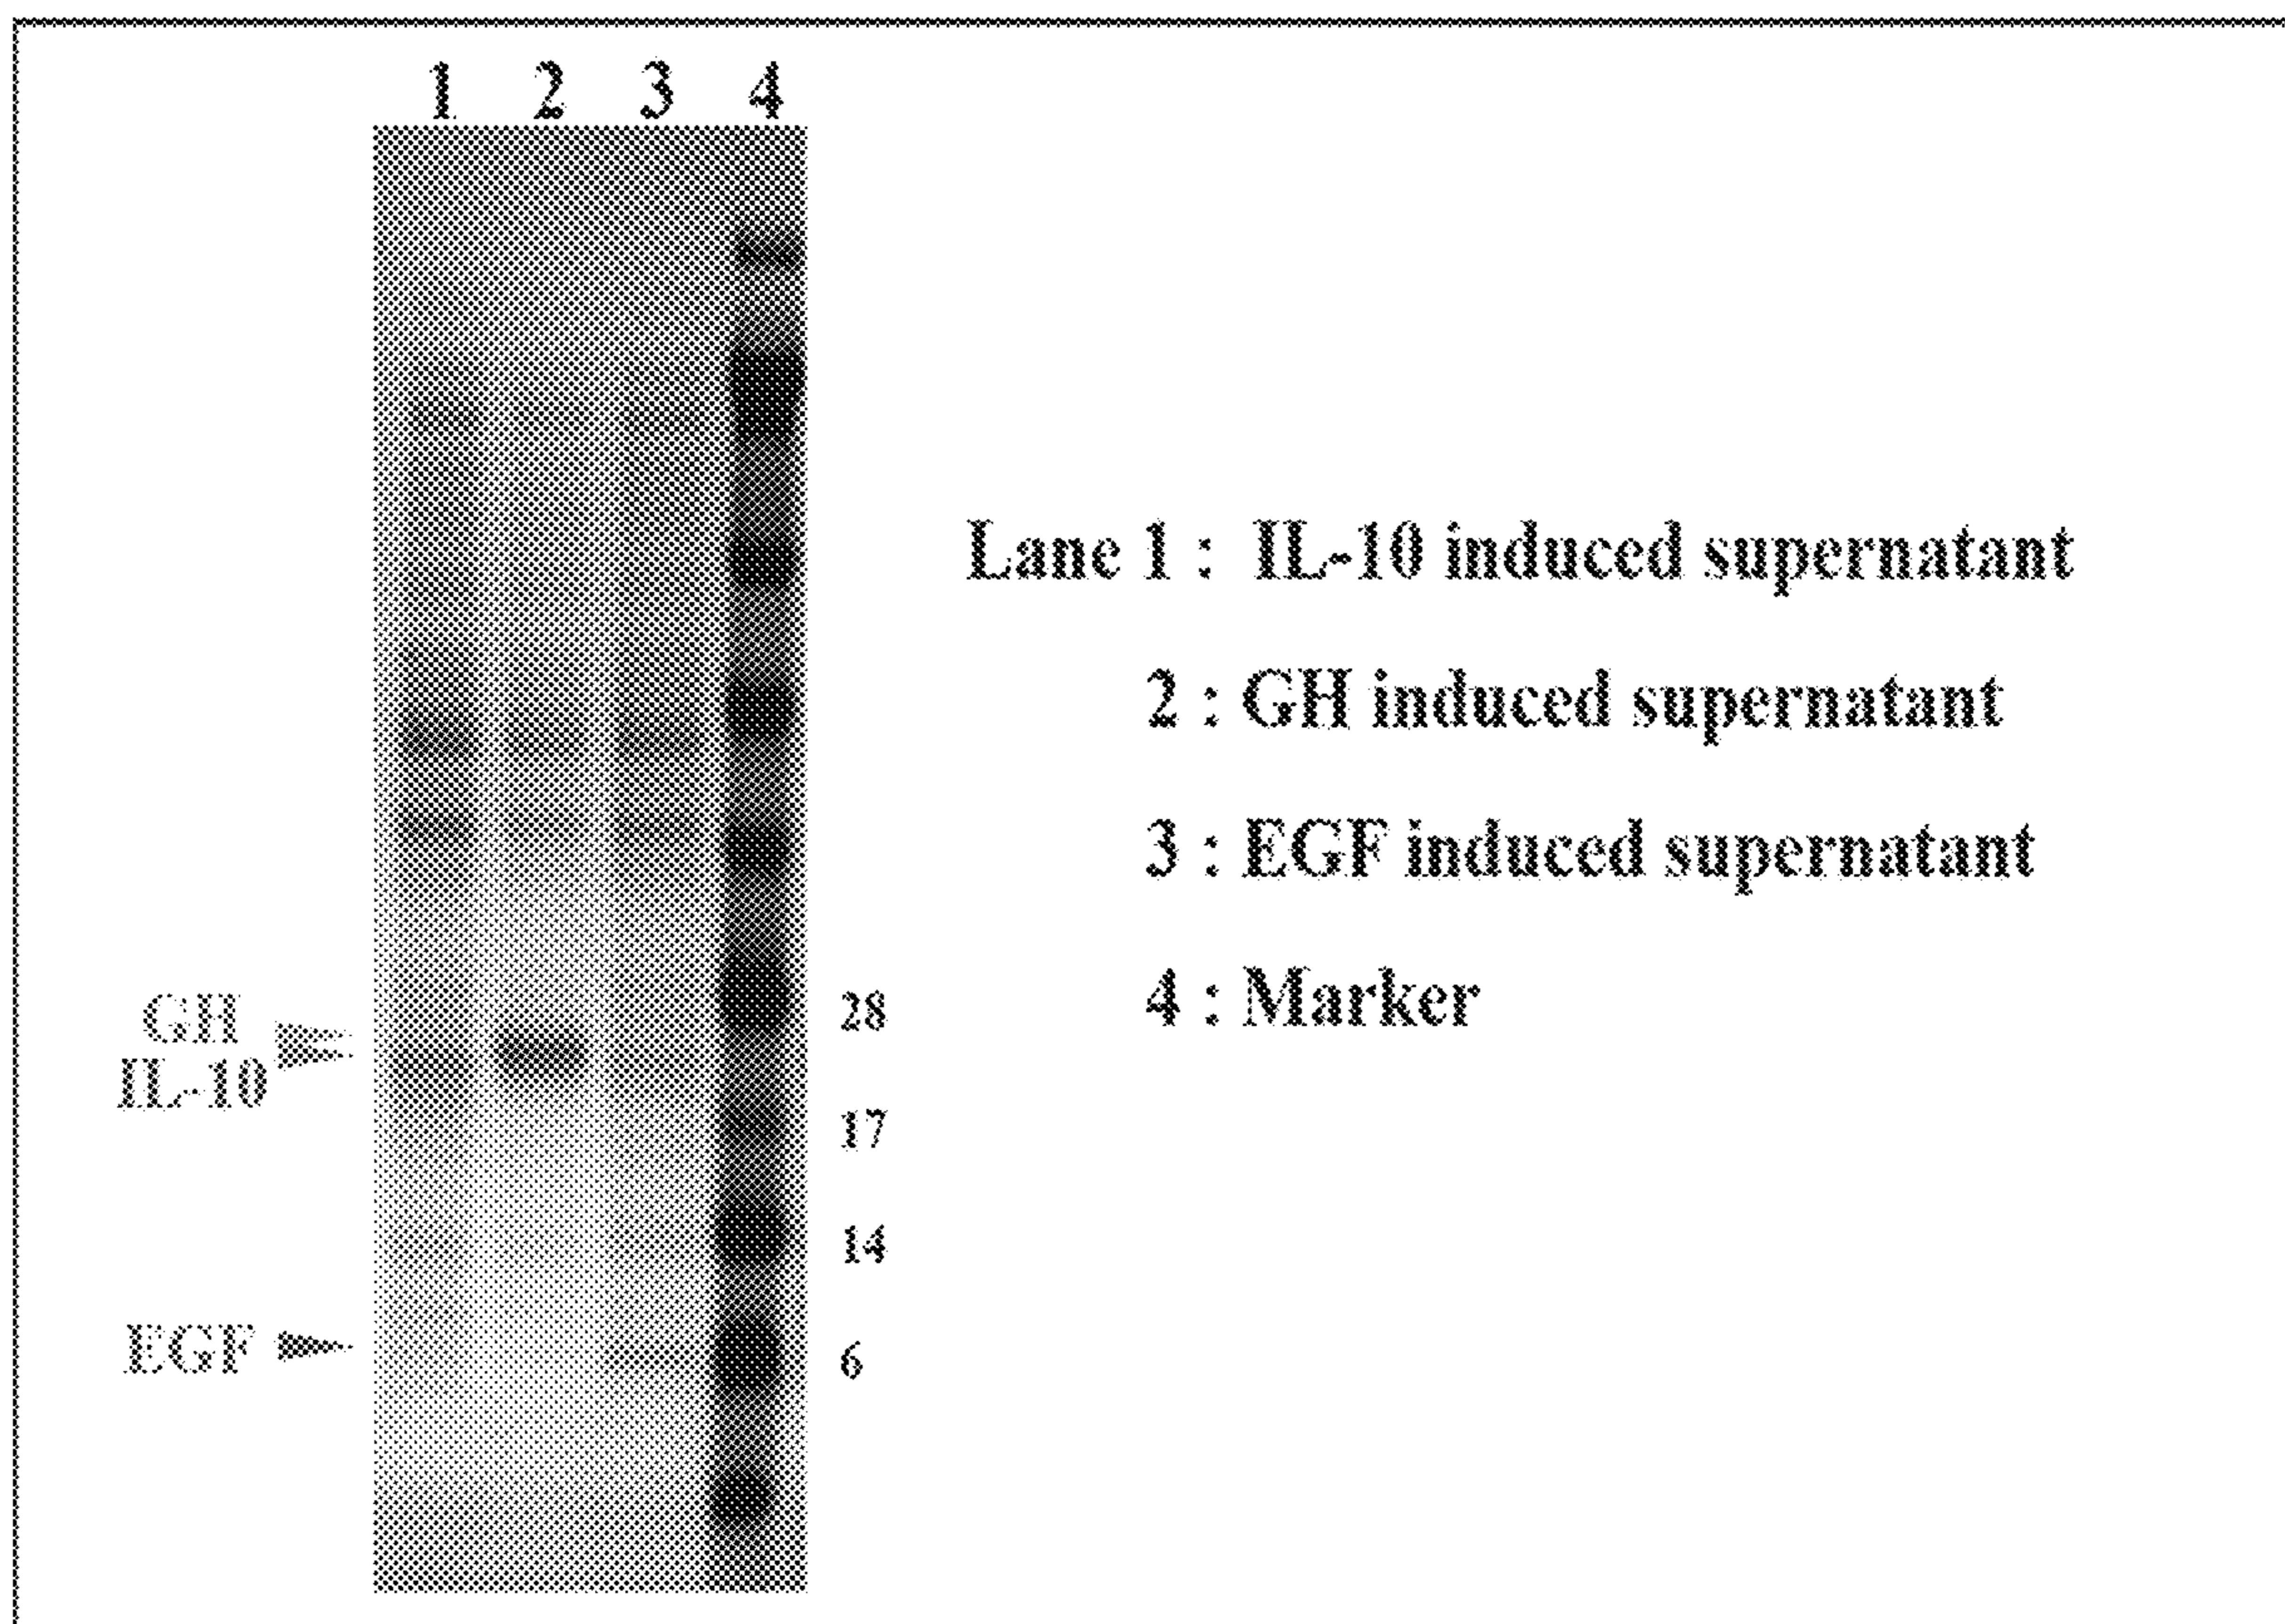 1 2 3 4
Lane 1 : IL-10 induced supernatant
2 : GH induced supernatant
3 : EGF induced supernatant
4 : Marker
GH
IL-10
EGF
28
17
14
6